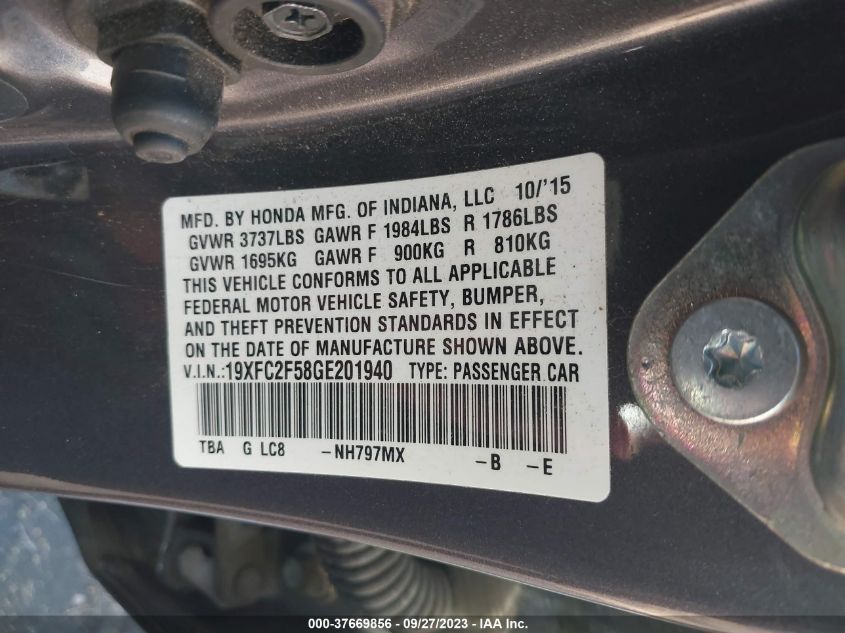 MFD. BY HONDA MFG. OF INDIANA, LLC 10/'15
GVWR 3737LBS GAWR F 1984LBS R 1786LBS
GVWR 1695KG GAWR F 900KG R 810KG
THIS VEHICLE CONFORMS TO ALL APPLICABLE
FEDERAL MOTOR VEHICLE SAFETY, BUMPER,
AND THEFT PREVENTION STANDARDS IN EFFECT
ON THE DATE OF MANUFACTURE SHOWN ABOVE.
V.I.N.:19XFC2F58GE201940 TYPE: PASSENGER CAR
TBA G LC8 -NH797MX -B -E
000-37669856 - 09/27/2023 - IAAI Inc.